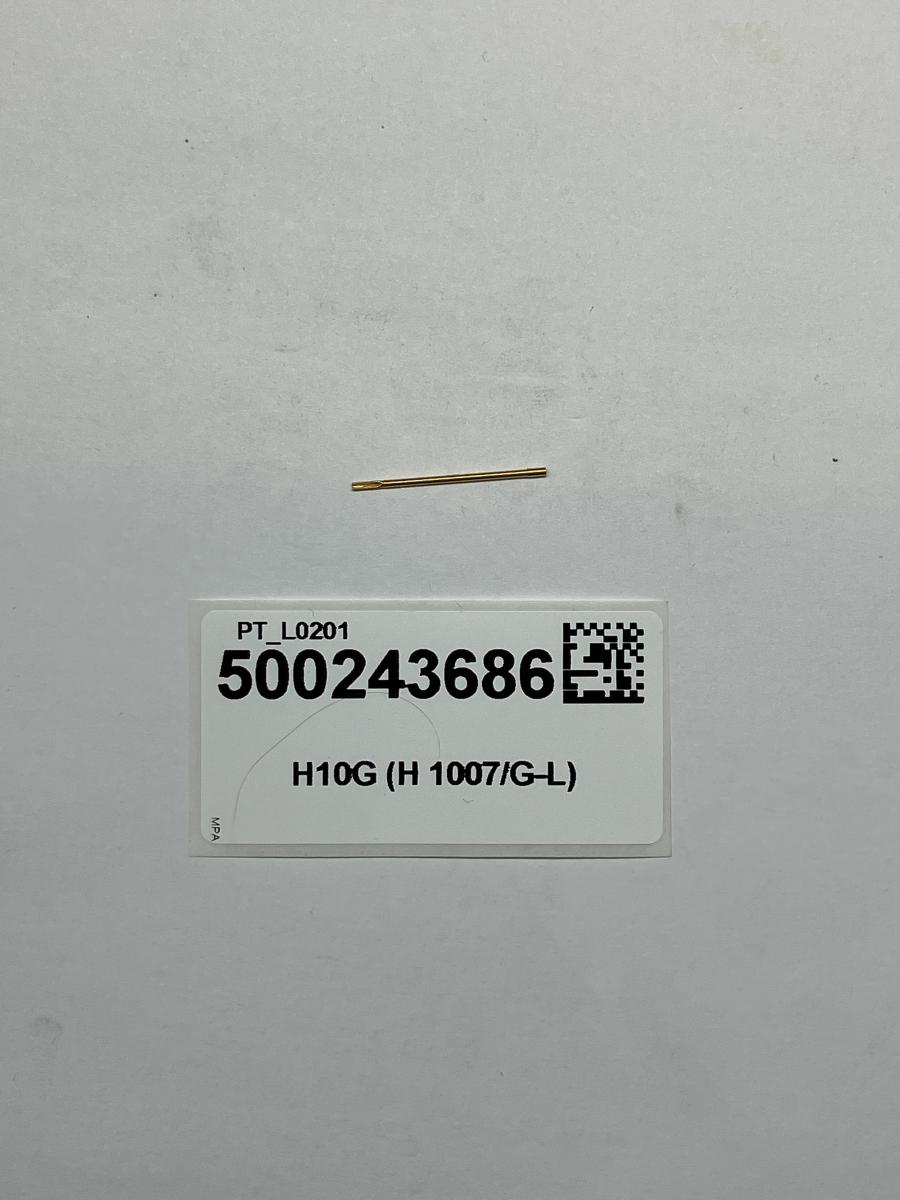 PT_L0201
500243686
H10G (H 1007/G-L)
MPA